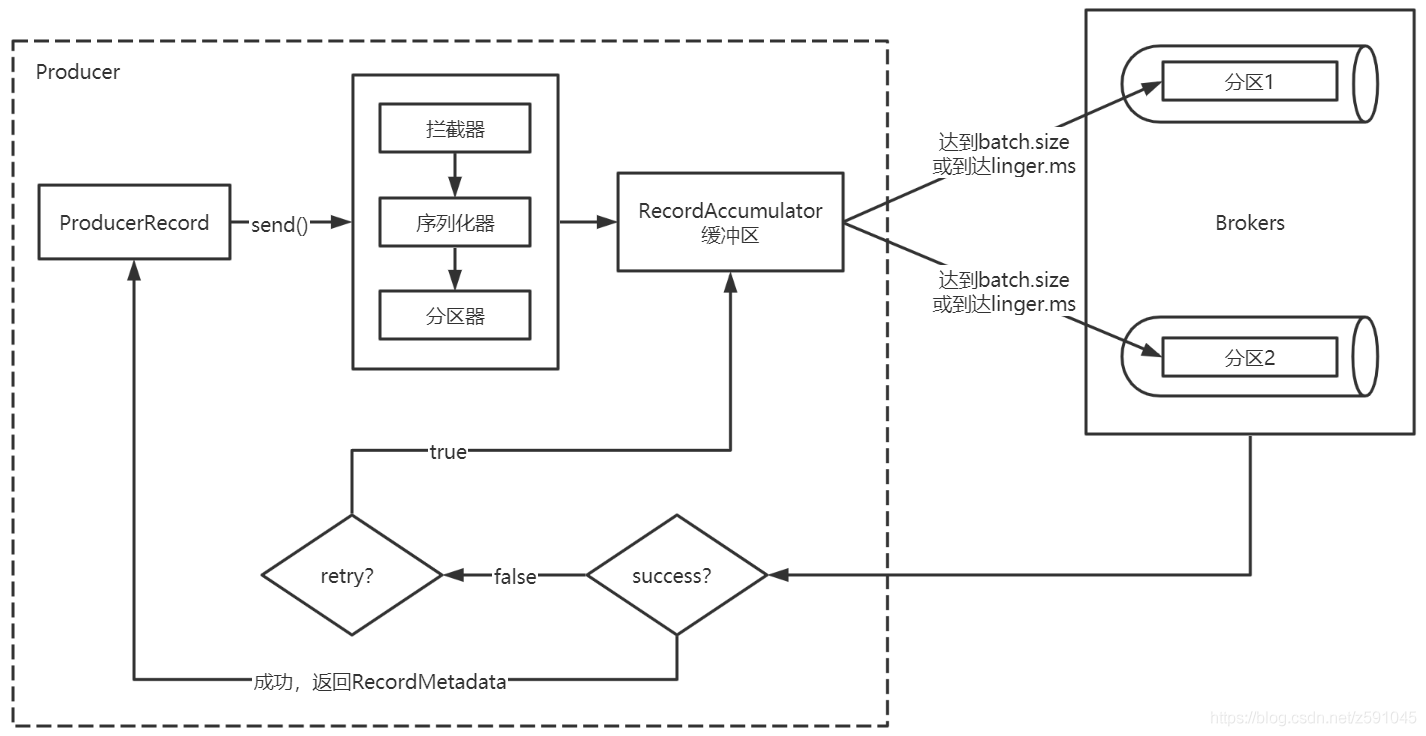 Producer
ProducerRecord
send()
拦截器
序列化器
分区器
RecordAccumulator
缓冲区
达到batch.size
或到达linger.ms
达到batch.size
或到达linger.ms
分区1
Brokers
分区2
true
retry?
false
success?
成功，返回RecordMetadata
https://blog.csdn.net/z591045